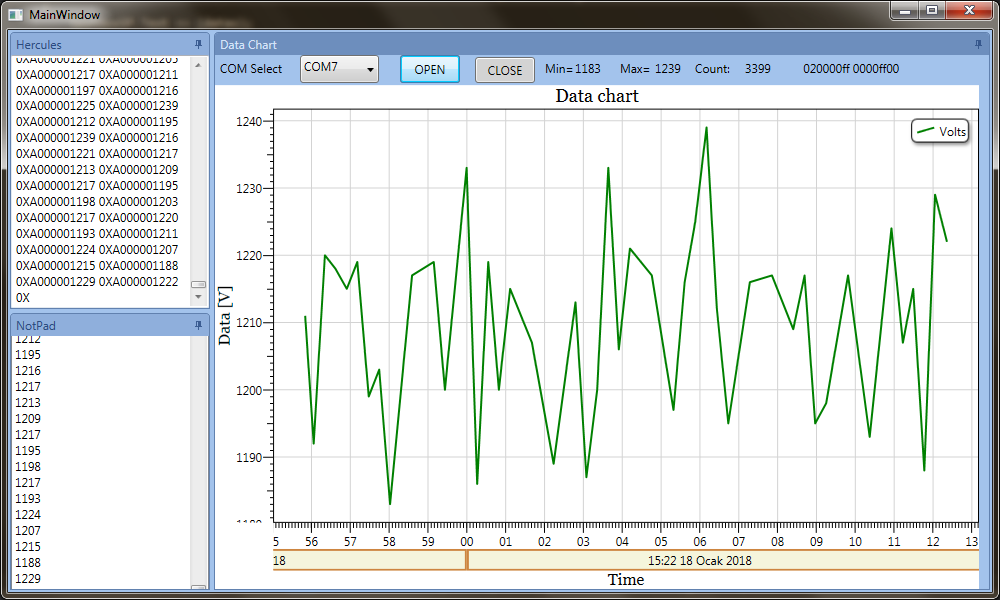 MainWindow
Hercules
0XA000001221 0XA000001205
0XA000001217 0XA000001211
0XA000001197 0XA000001216
0XA000001225 0XA000001239
0XA000001212 0XA000001195
0XA000001239 0XA000001216
0XA000001221 0XA000001217
0XA000001213 0XA000001209
0XA000001217 0XA000001195
0XA000001198 0XA000001203
0XA000001217 0XA000001220
0XA000001193 0XA000001211
0XA000001224 0XA000001207
0XA000001215 0XA000001188
0XA000001229 0XA000001222
0X
NotPad
1212
1195
1216
1217
1213
1209
1217
1195
1198
1217
1193
1224
1207
1215
1188
1229
Data Chart
COM Select COM7 OPEN CLOSE Min= 1183 Max= 1239 Count: 3399 020000ff 0000ff00
Data chart
Volts
Data [V]
1240
1230
1220
1210
1200
1190
5 56 57 58 59 00 01 02 03 04 05 06 07 08 09 10 11 12 13
18 15:22 18 Ocak 2018
Time